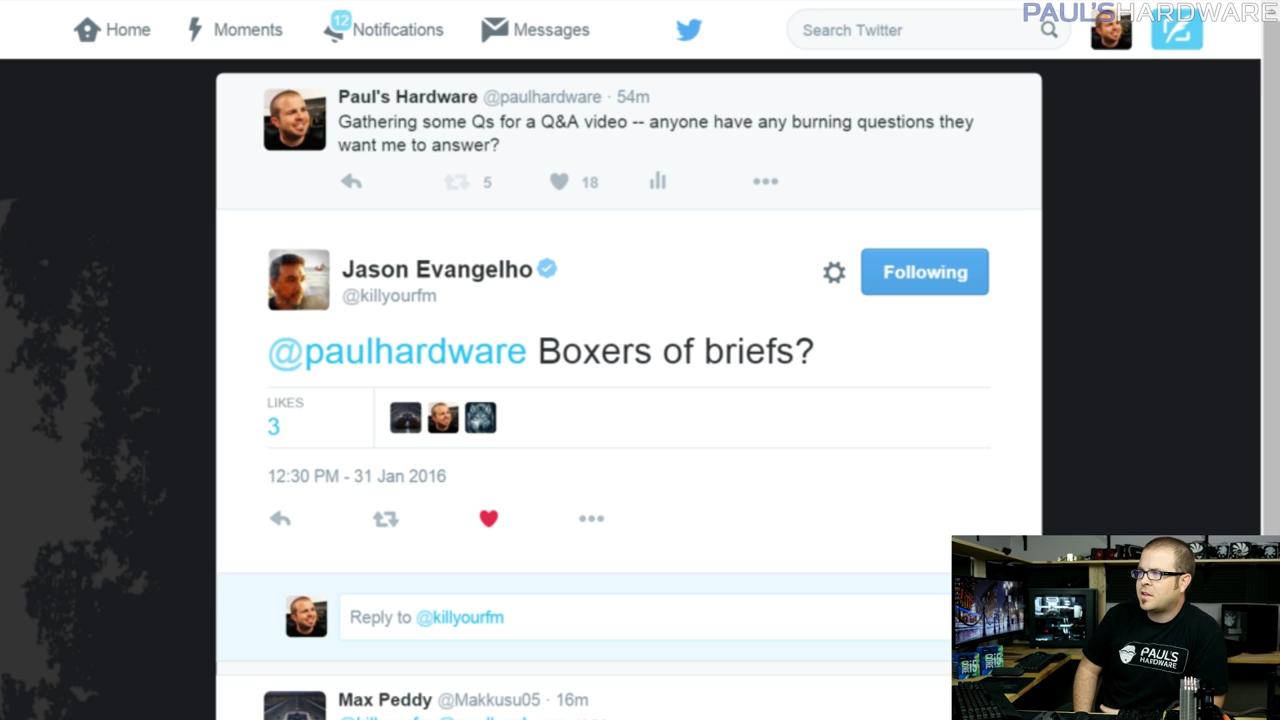 PAUL'SHARDWARE
Home
Moments
12
Notifications
Messages
Search Twitter
Paul's Hardware @paulhardware · 54m
Gathering some Qs for a Q&A video -- anyone have any burning questions they
want me to answer?
5
18
Jason Evangelho
@killyourfm
Following
@paulhardware Boxers of briefs?
LIKES
3
12:30 PM - 31 Jan 2016
Reply to @killyourfm
PAUL'S
HARDWARE
Max Peddy @Makkusu05 · 16m